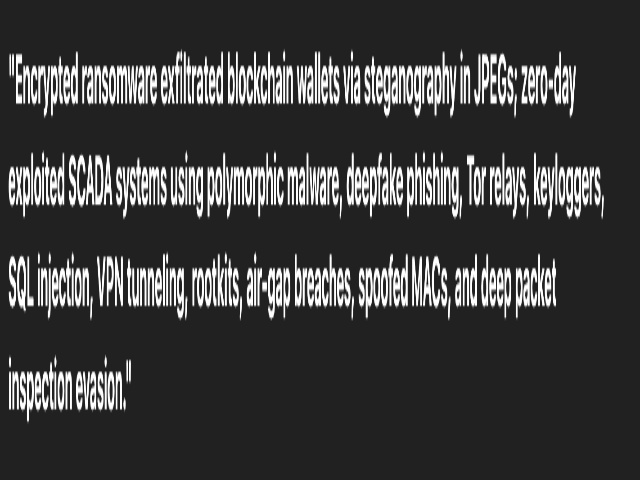 "Encrypted ransomware exfiltrated blockchain wallets via steganography in JPEGs; zero-day
exploited SCADA systems using polymorphic malware, deepfake phishing, Tor relays, keyloggers,
SQL injection, VPN tunneling, rootkits, air-gap breaches, spoofed MACs, and deep packet
inspection evasion."